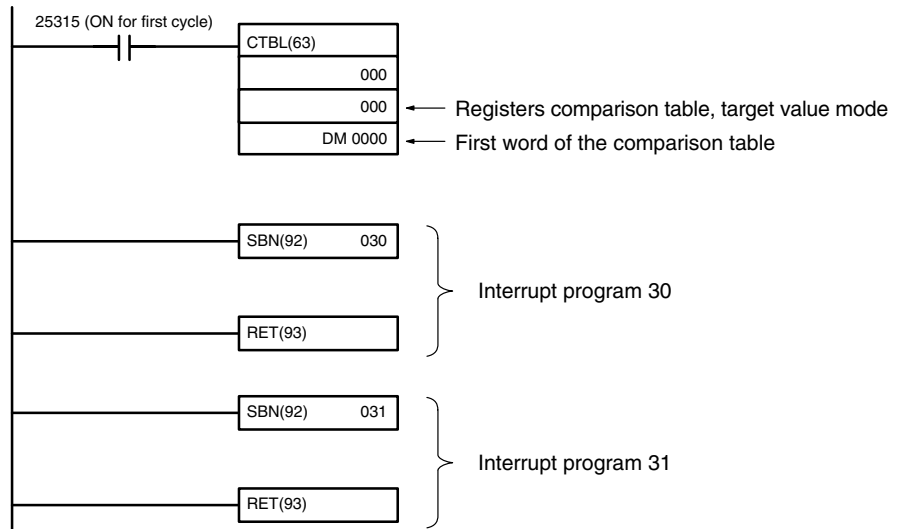 25315 (ON for first cycle)
CTBL(63)
000
000 Registers comparison table, target value mode
DM 0000 First word of the comparison table
SBN(92) 030
Interrupt program 30
RET(93)
SBN(92) 031
Interrupt program 31
RET(93)